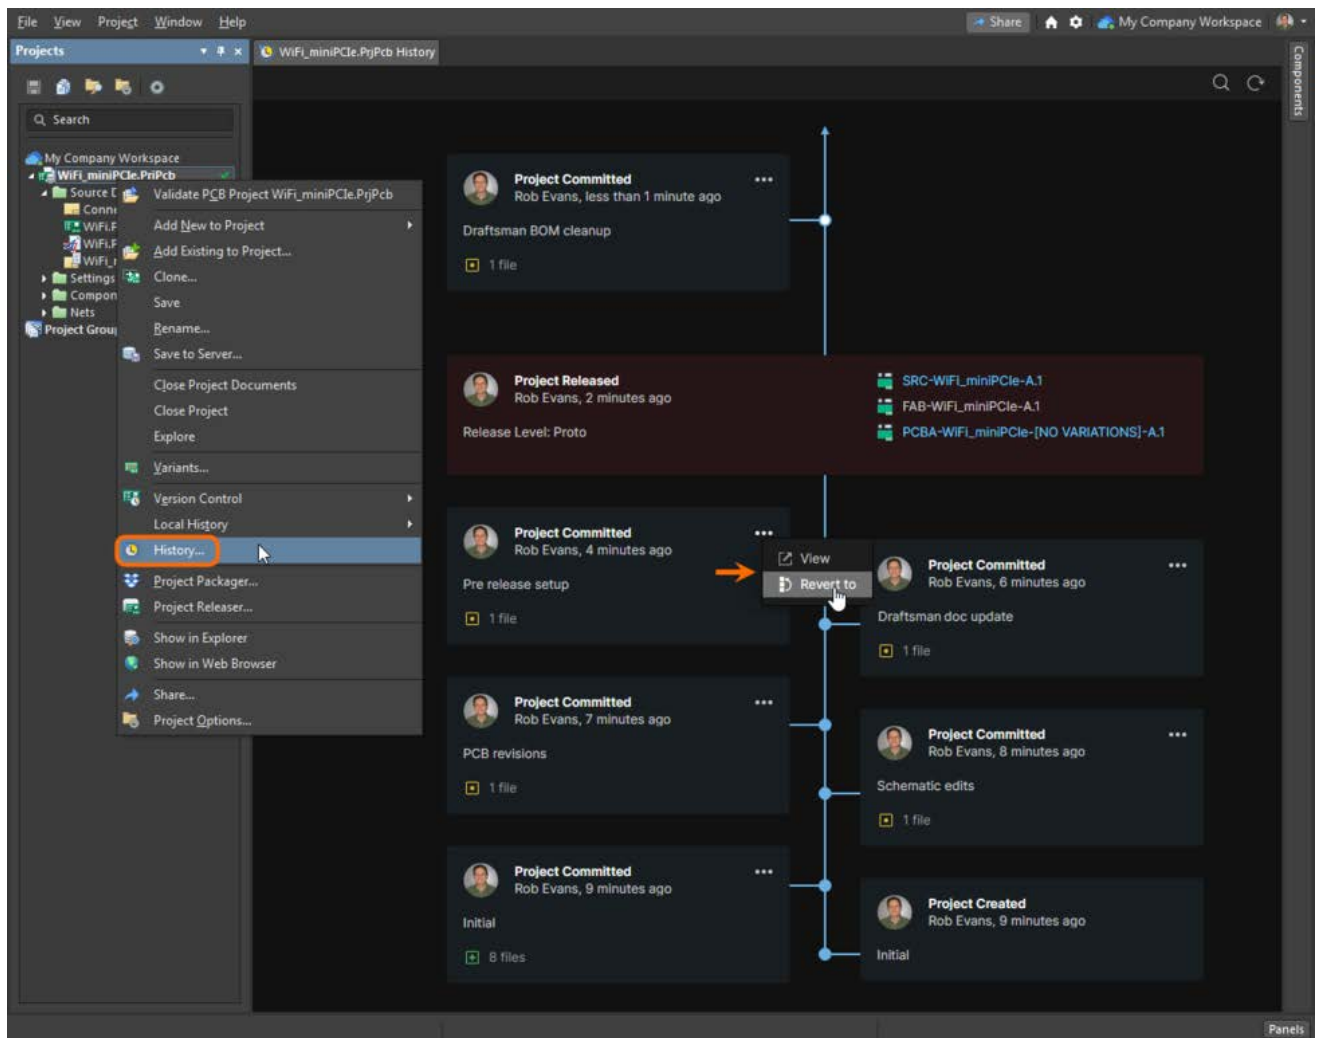 File View Project Window Help
Share My Company Workspace
Projects
WiFi_miniPCIe.PrjPcb History
Components
Search
My Company Workspace
WiFi_miniPCIe.PrjPcb
Source D
Conne
WiFi.P
WiFi.P
WiFi_
Settings
Compon
Nets
Project Grou
Validate PCB Project WiFi_miniPCIe.PrjPcb
Add New to Project
Add Existing to Project...
Clone...
Save
Rename...
Save to Server...
Close Project Documents
Close Project
Explore
Variants...
Version Control
Local History
History...
Project Packager...
Project Releaser...
Show in Explorer
Show in Web Browser
Share...
Project Options...
Project Committed
Rob Evans, less than 1 minute ago
Draftsman BOM cleanup
1 file
Project Released
Rob Evans, 2 minutes ago
Release Level: Proto
SRC-WiFi_miniPCIe-A.1
FAB-WiFi_miniPCIe-A.1
PCBA-WiFi_miniPCIe-[NO VARIATIONS]-A.1
Project Committed
Rob Evans, 4 minutes ago
Pre release setup
1 file
View
Revert to
Project Committed
Rob Evans, 6 minutes ago
Draftsman doc update
1 file
Project Committed
Rob Evans, 7 minutes ago
PCB revisions
1 file
Project Committed
Rob Evans, 8 minutes ago
Schematic edits
1 file
Project Committed
Rob Evans, 9 minutes ago
Initial
8 files
Project Created
Rob Evans, 9 minutes ago
Initial
Panels